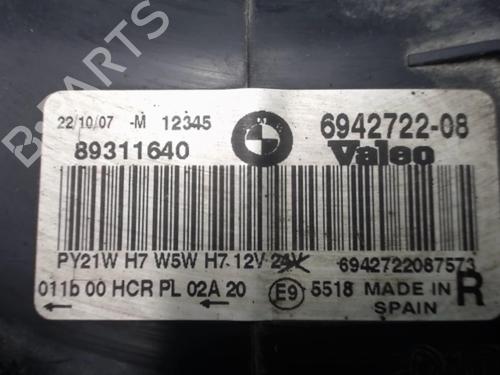 22/10/07 -M 12345 6942722-08
89311640 Valeo
PY21W H7 W5W H7 12V 24V 6942722087573
011b 00 HCR PL 02A 20 E9 5518 MADE IN R
SPAIN